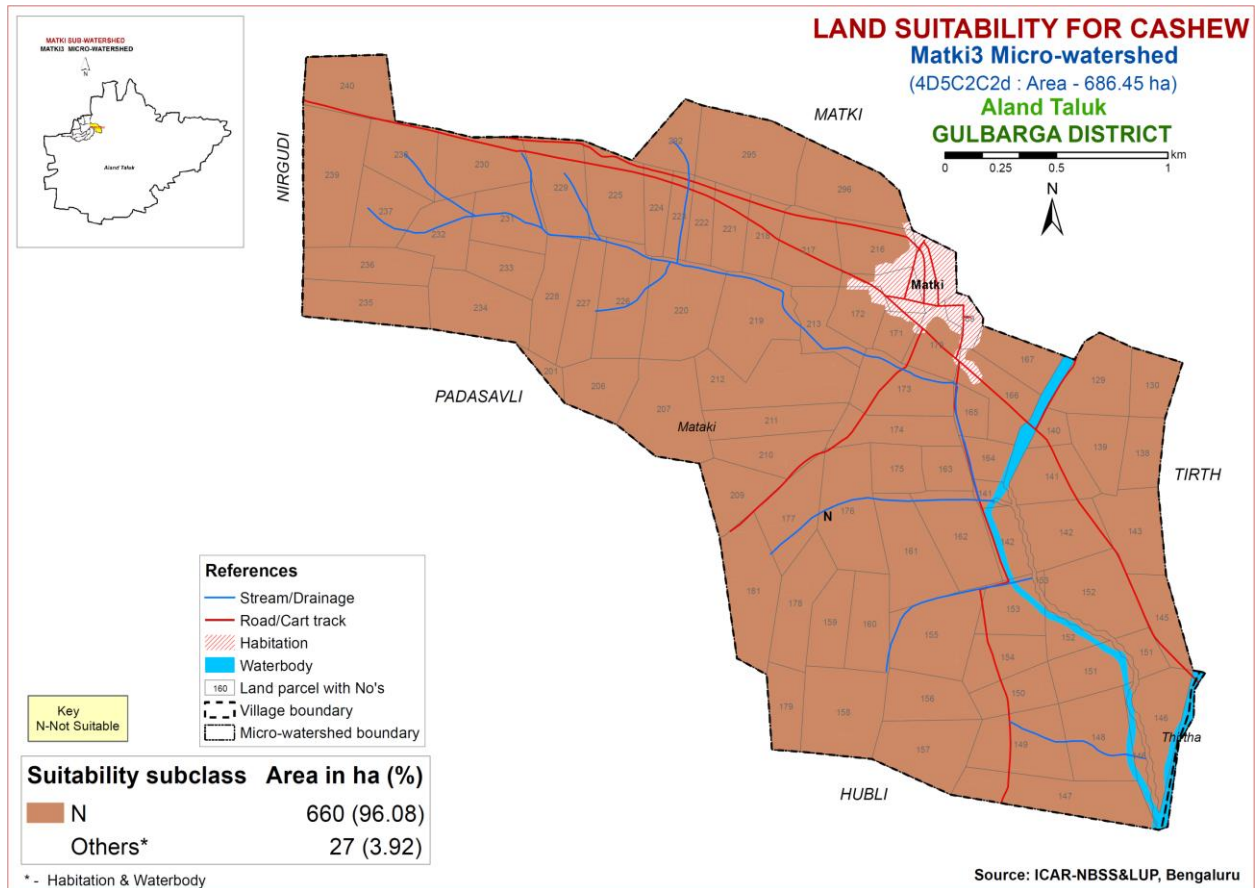 MATKI SUB-WATERSHED
MATKI3 MICRO-WATERSHED
N
Aland Taluk
LAND SUITABILITY FOR CASHEW
Matki3 Micro-watershed
(4D5C2C2d : Area - 686.45 ha)
Aland Taluk
GULBARGA DISTRICT
0 0.25 0.5 1 km
N
MATKI
NIRGUDI
PADASAVLI
TIRTH
HUBLI
240
292
295
296
239
238
230
229
225
224
223
222
221
218
217
216
237
232
231
236
233
235
234
228
227
226
220
219
213
172
171
170
Matki
167
129
130
201
206
207
212
173
166
165
140
139
138
Mataki
211
174
210
175
163
164
141
141
209
177
176
N
162
161
142
142
143
181
178
159
160
155
153
152
152
145
154
151
151
179
158
156
150
146
157
149
148
Thotha
147
References
Stream/Drainage
Road/Cart track
Habitation
Waterbody
160 Land parcel with No's
Village boundary
Micro-watershed boundary
Key
N-Not Suitable
Suitability subclass Area in ha (%)
N 660 (96.08)
Others* 27 (3.92)
* - Habitation & Waterbody
Source: ICAR-NBSS&LUP, Bengaluru